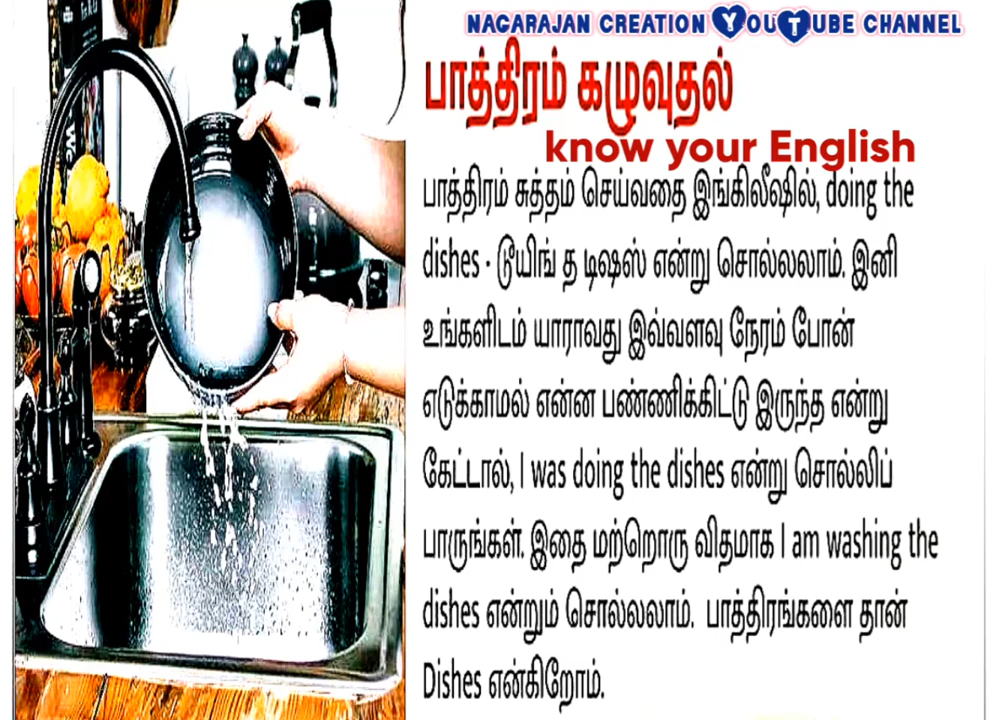 NAGARAJAN CREATION YOUTUBE CHANNEL
பாத்திரம் கழுவுதல்
know your English
பாத்திரம் சுத்தம் செய்வதை இங்கிலீஷில், doing the
dishes - டூயிங் த டிஷஸ் என்று சொல்லலாம். இனி
உங்களிடம் யாராவது இவ்வளவு நேரம் போன்
எடுக்காமல் என்ன பண்ணிக்கிட்டு இருந்த என்று
கேட்டால், I was doing the dishes என்று சொல்லிப்
பாருங்கள். இதை மற்றொரு விதமாக I am washing the
dishes என்றும் சொல்லலாம். பாத்திரங்களை தான்
Dishes என்கிறோம்.